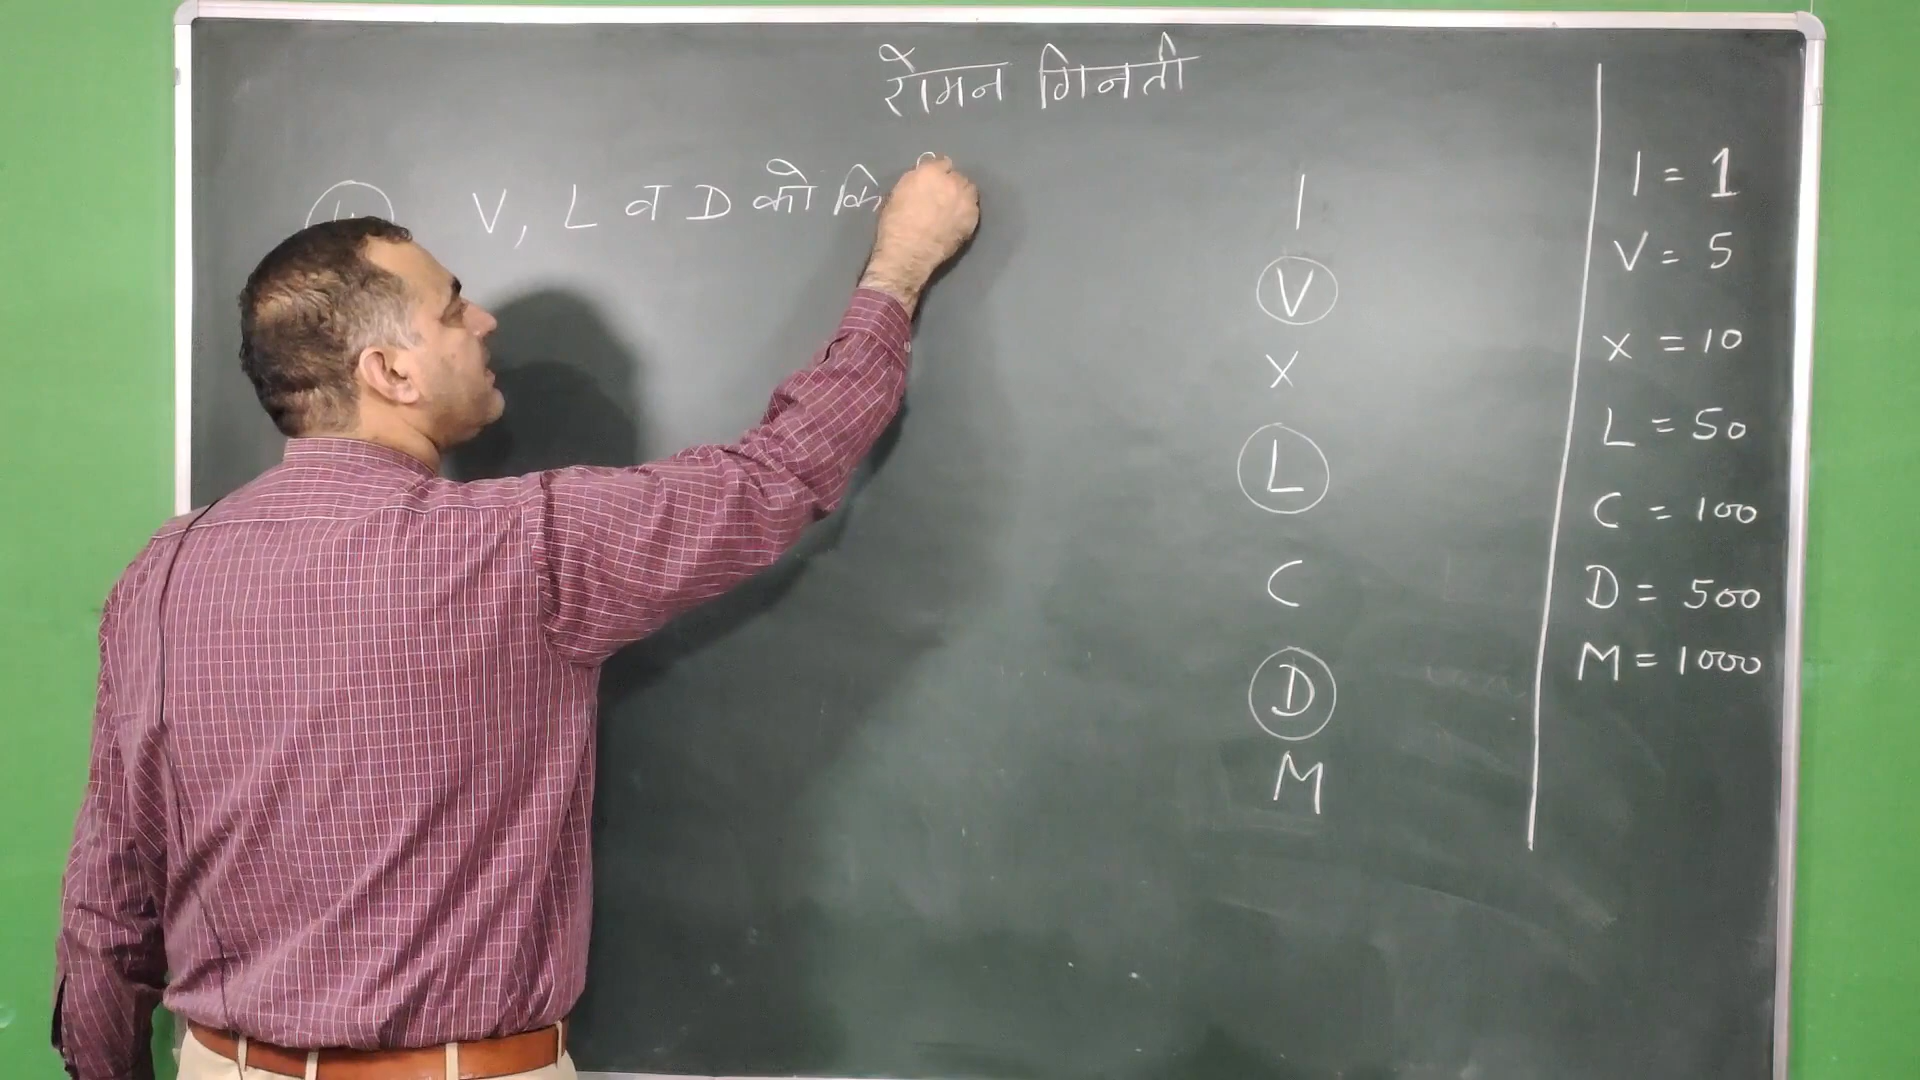 रोमन गिनती
V, L व D को कि
I
V
X
L
C
D
M
I = 1
V = 5
X = 10
L = 50
C = 100
D = 500
M = 1000